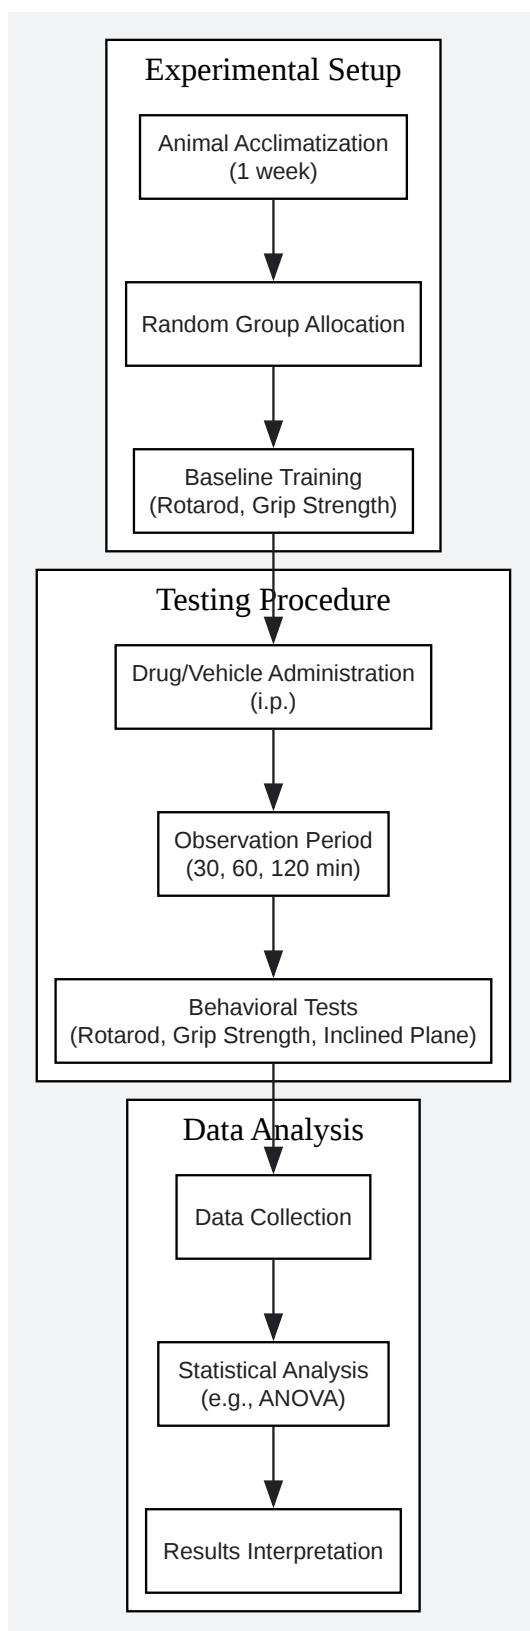 Experimental Setup
Animal Acclimatization
(1 week)
Random Group Allocation
Baseline Training
(Rotarod, Grip Strength)
Testing Procedure
Drug/Vehicle Administration
(i.p.)
Observation Period
(30, 60, 120 min)
Behavioral Tests
(Rotarod, Grip Strength, Inclined Plane)
Data Analysis
Data Collection
Statistical Analysis
(e.g., ANOVA)
Results Interpretation